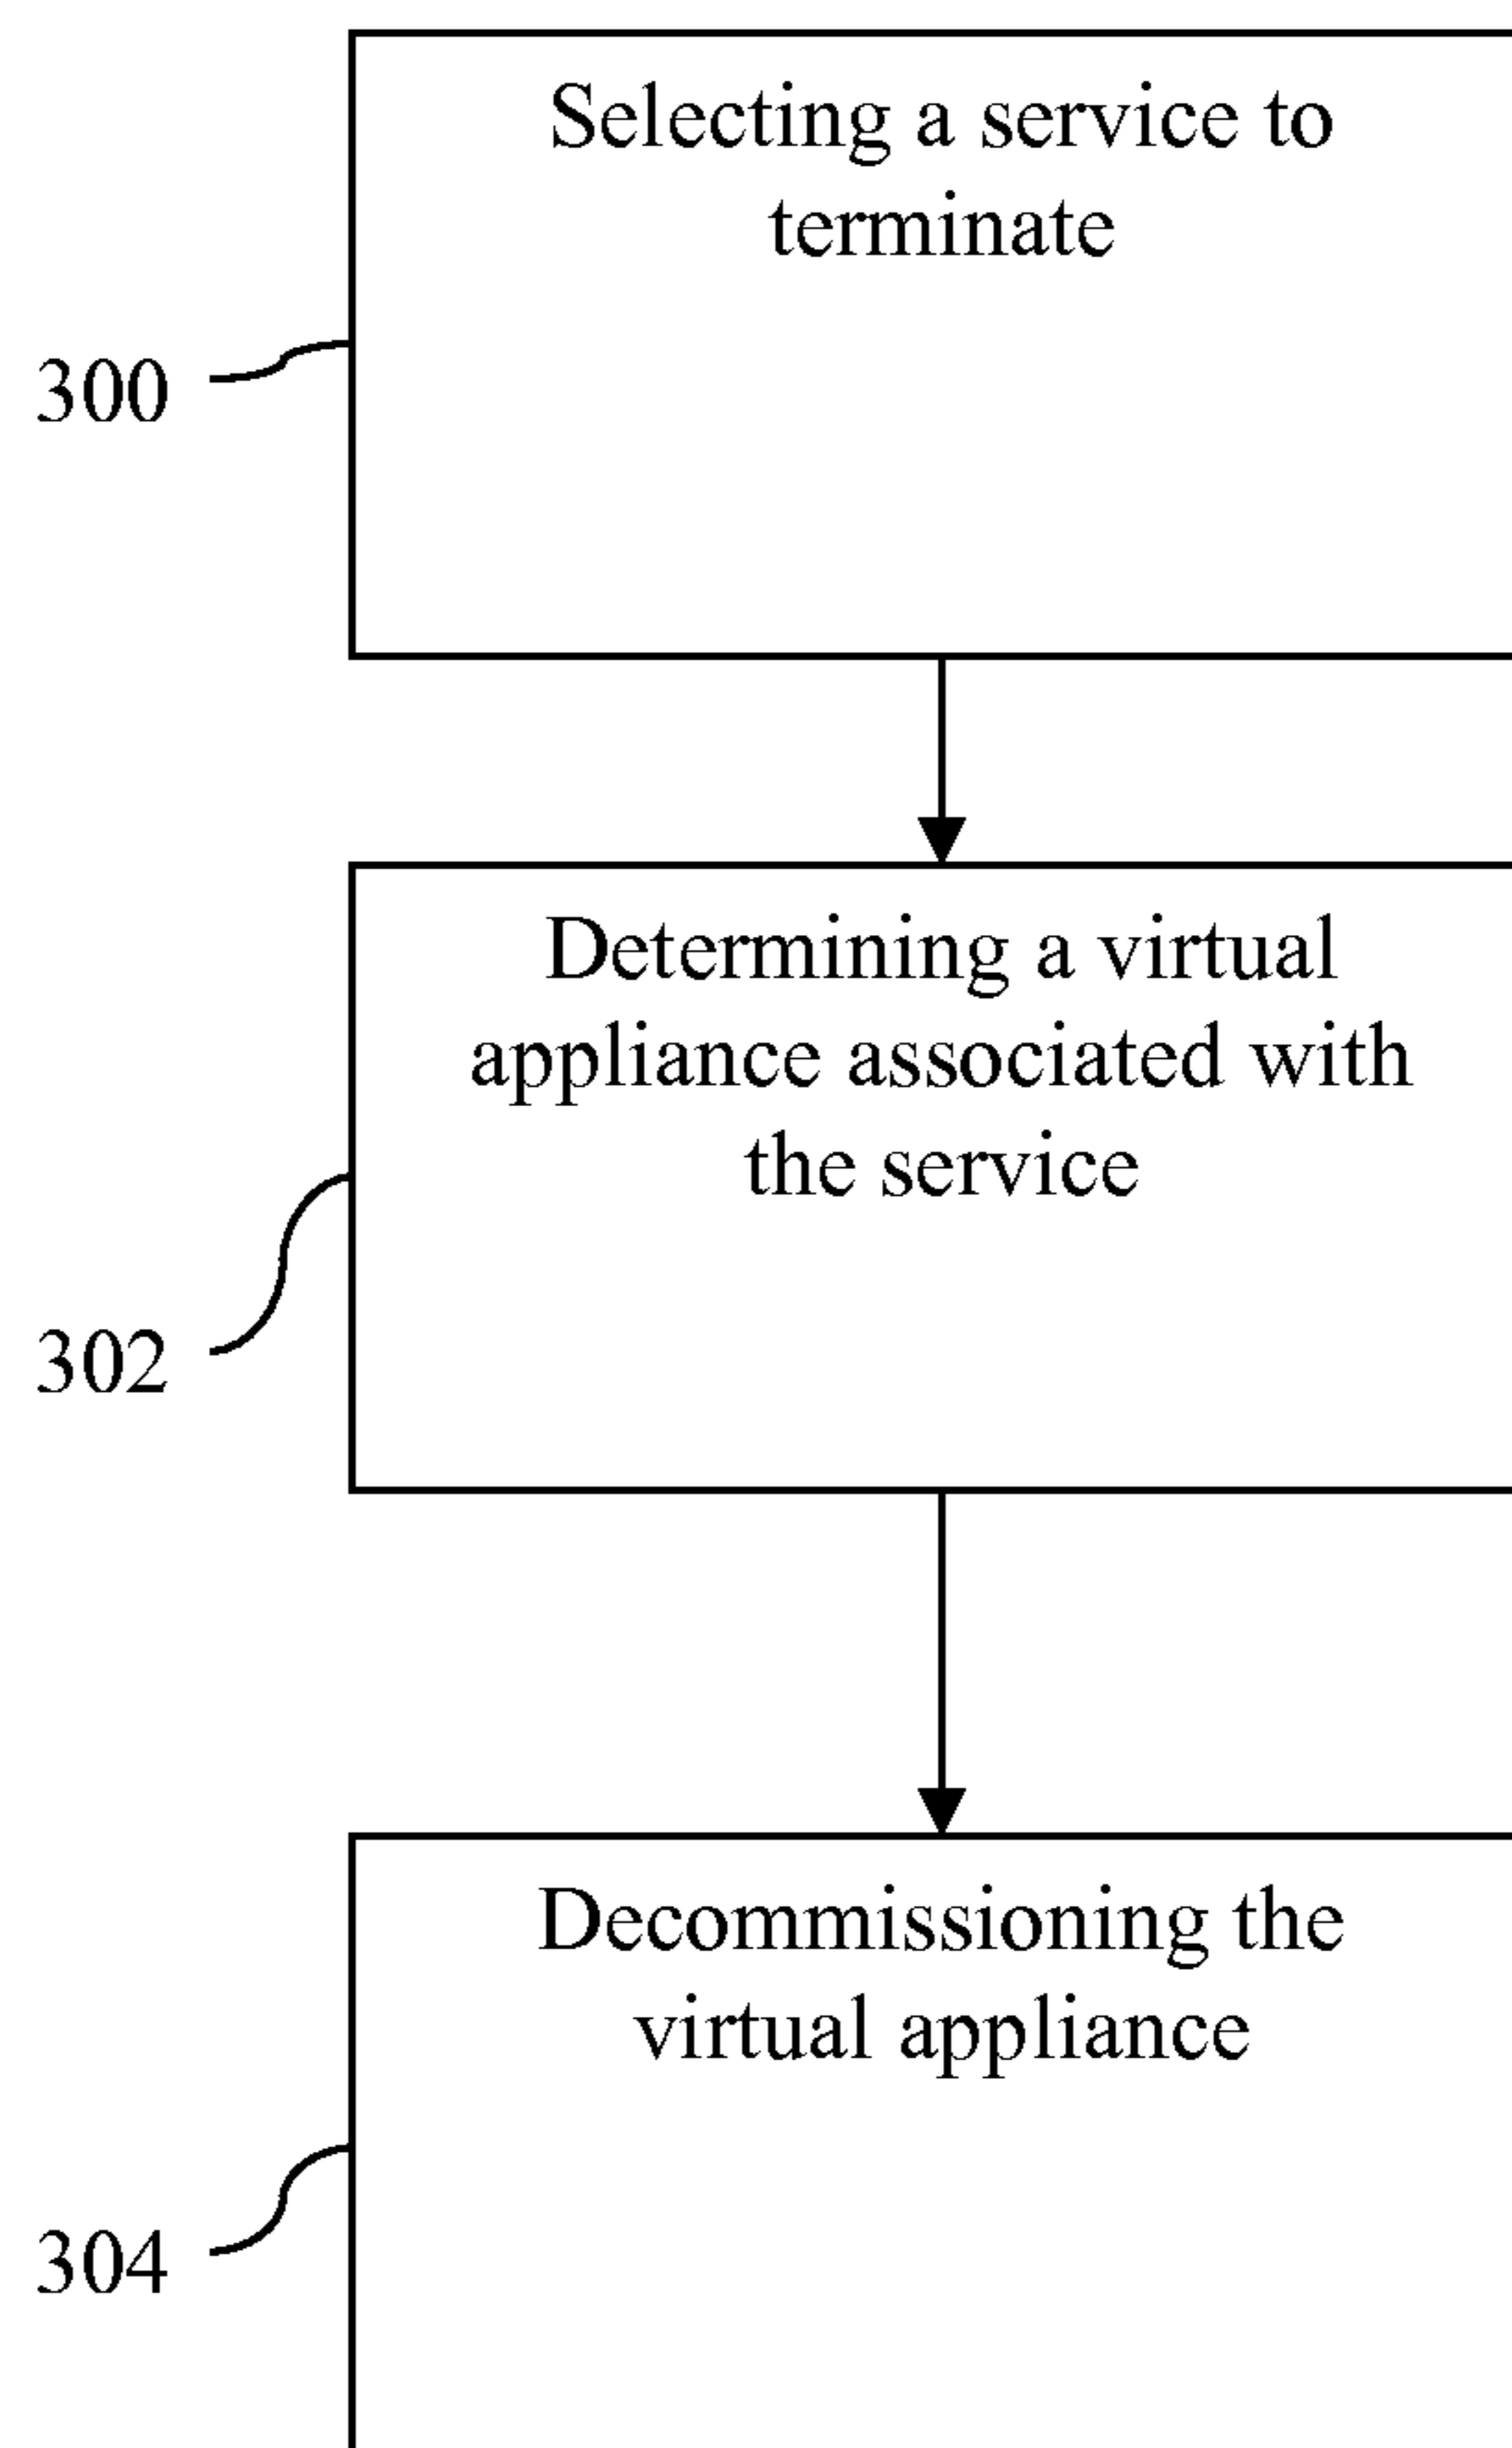 Selecting a service to
terminate
300
Determining a virtual
appliance associated with
the service
302
Decommissioning the
virtual appliance
304